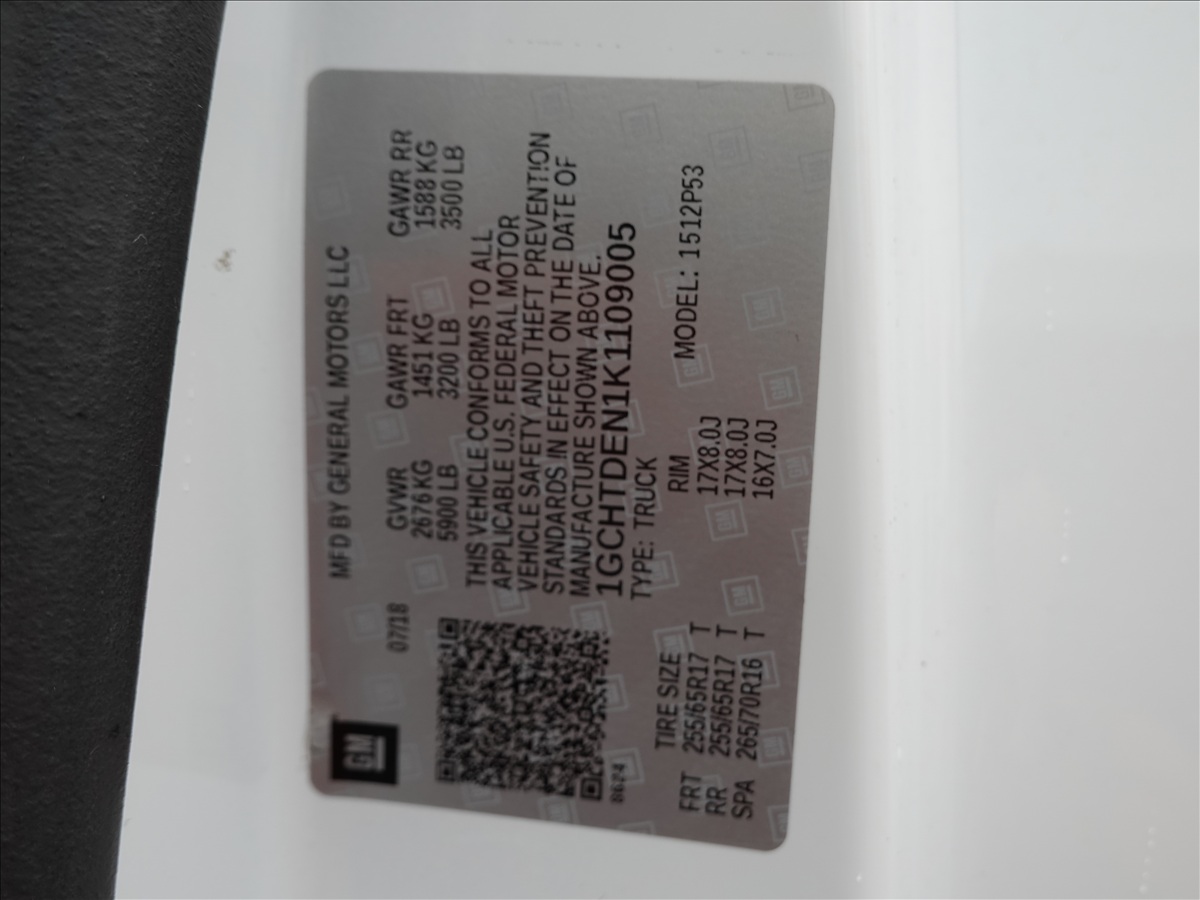 GM
MFD BY GENERAL MOTORS LLC
07/18
GVWR GAWR FRT GAWR RR
2676 KG 1451 KG 1588 KG
5900 LB 3200 LB 3500 LB
THIS VEHICLE CONFORMS TO ALL
APPLICABLE U.S. FEDERAL MOTOR
VEHICLE SAFETY AND THEFT PREVENTION
STANDARDS IN EFFECT ON THE DATE OF
MANUFACTURE SHOWN ABOVE.
1GCHTDEN1K1109005
8624
TYPE: TRUCK
TIRE SIZE RIM MODEL: 1512P53
FRT 255/65R17 T 17X8.0J
RR 255/65R17 T 17X8.0J
SPA 265/70R16 T 16X7.0J